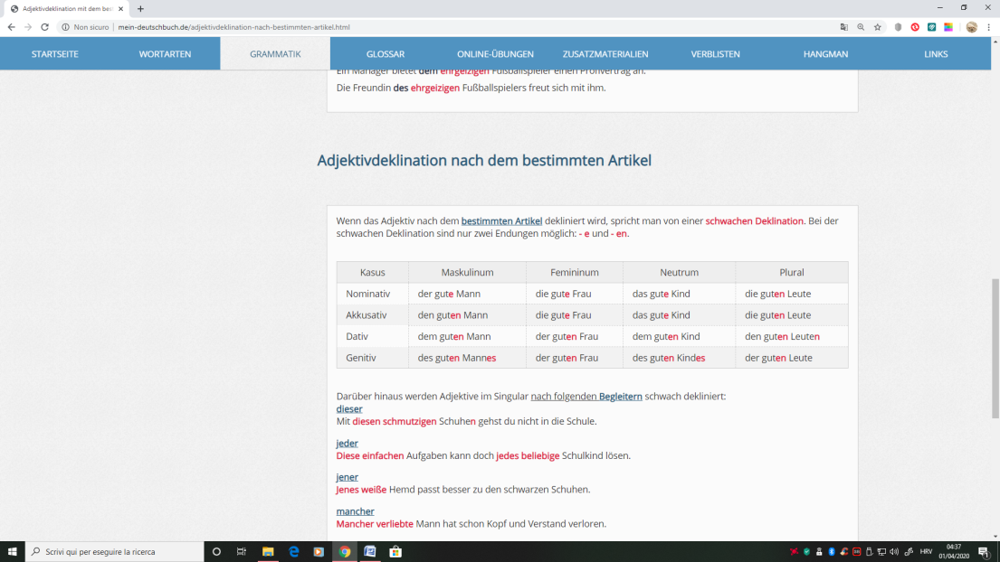 Adjektivdeklination mit dem bes
Non sicuro | mein-deutschbuch.de/adjektivdeklination-nach-bestimmten-artikel.html
STARTSEITE WORTARTEN GRAMMATIK GLOSSAR ONLINE-ÜBUNGEN ZUSATZMATERIALIEN VERBLISTEN HANGMAN LINKS
Ein Manager bietet dem ehrgeizigen Fußballspieler einen Profivertrag an.
Die Freundin des ehrgeizigen Fußballspielers freut sich mit ihm.
Adjektivdeklination nach dem bestimmten Artikel
Wenn das Adjektiv nach dem bestimmten Artikel dekliniert wird, spricht man von einer schwachen Deklination. Bei der
schwachen Deklination sind nur zwei Endungen möglich: - e und - en.
Kasus Maskulinum Femininum Neutrum Plural
Nominativ der gute Mann die gute Frau das gute Kind die guten Leute
Akkusativ den guten Mann die gute Frau das gute Kind die guten Leute
Dativ dem guten Mann der guten Frau dem guten Kind den guten Leuten
Genitiv des guten Mannes der guten Frau des guten Kindes der guten Leute
Darüber hinaus werden Adjektive im Singular nach folgenden Begleitern schwach dekliniert:
dieser
Mit diesen schmutzigen Schuhen gehst du nicht in die Schule.
jeder
Diese einfachen Aufgaben kann doch jedes beliebige Schulkind lösen.
jener
Jenes weiße Hemd passt besser zu den schwarzen Schuhen.
mancher
Mancher verliebte Mann hat schon Kopf und Verstand verloren.
Scrivi qui per eseguire la ricerca
HRV
04:37
01/04/2020